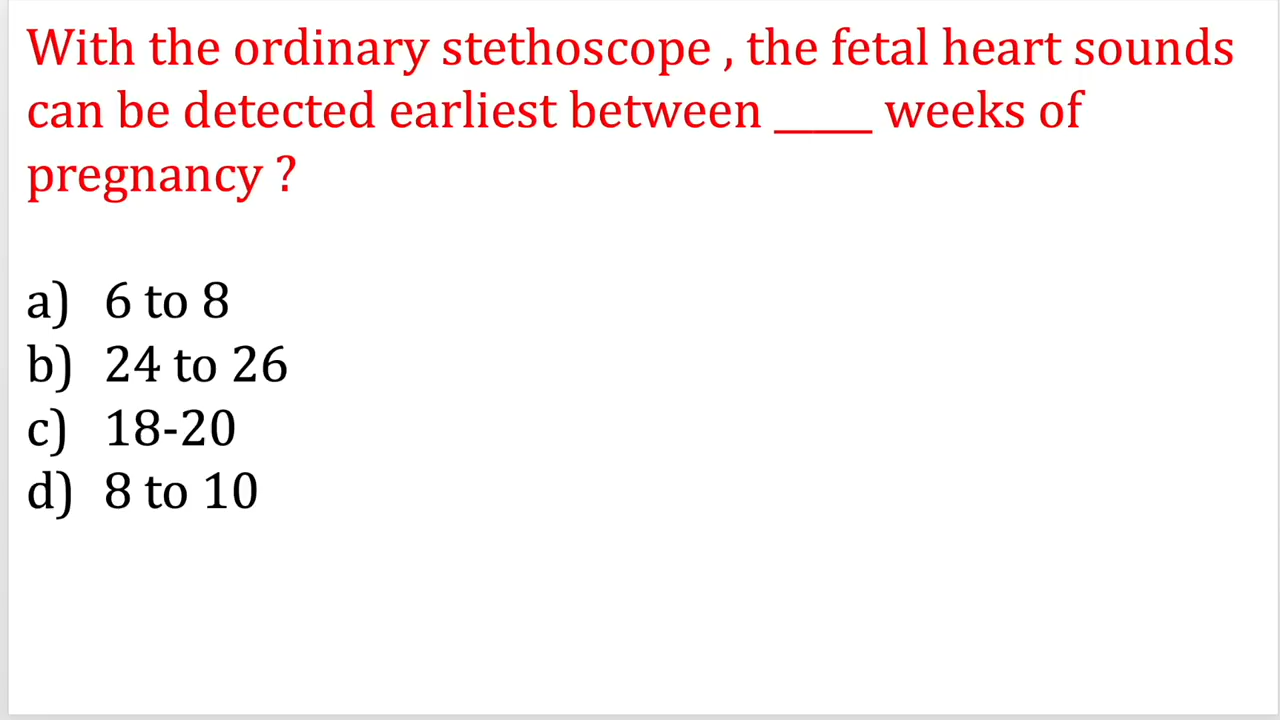 With the ordinary stethoscope , the fetal heart sounds
can be detected earliest between _____ weeks of
pregnancy ?
a) 6 to 8
b) 24 to 26
c) 18-20
d) 8 to 10